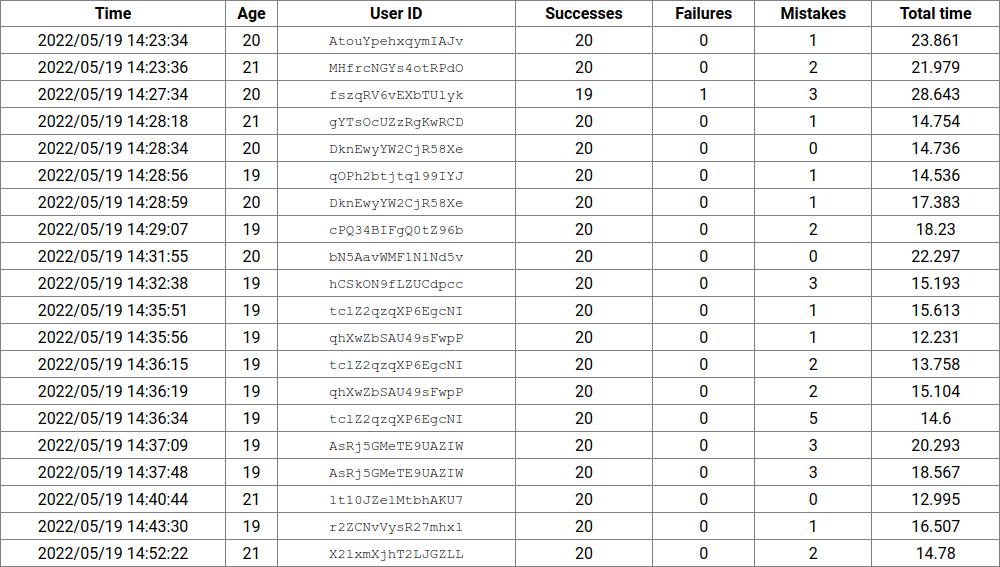 Time Age User ID Successes Failures Mistakes Total time
2022/05/19 14:23:34 20 AtouYpehxqymIAJv 20 0 1 23.861
2022/05/19 14:23:36 21 MHfrcNGYs4otRPdO 20 0 2 21.979
2022/05/19 14:27:34 20 fszqRV6vEXbTUlyk 19 1 3 28.643
2022/05/19 14:28:18 21 gYTsOcUZzRgKwRCD 20 0 1 14.754
2022/05/19 14:28:34 20 DknEwyYW2CjR58Xe 20 0 0 14.736
2022/05/19 14:28:56 19 qOPh2btjtql99IYJ 20 0 1 14.536
2022/05/19 14:28:59 20 DknEwyYW2CjR58Xe 20 0 1 17.383
2022/05/19 14:29:07 19 cPQ34BIFgQ0tZ96b 20 0 2 18.23
2022/05/19 14:31:55 20 bN5AavWMF1N1Nd5v 20 0 0 22.297
2022/05/19 14:32:38 19 hCSkON9fLZUCdpcc 20 0 3 15.193
2022/05/19 14:35:51 19 tclZ2qzqXP6EgcNI 20 0 1 15.613
2022/05/19 14:35:56 19 qhXwZbSAU49sFwpP 20 0 1 12.231
2022/05/19 14:36:15 19 tclZ2qzqXP6EgcNI 20 0 2 13.758
2022/05/19 14:36:19 19 qhXwZbSAU49sFwpP 20 0 2 15.104
2022/05/19 14:36:34 19 tclZ2qzqXP6EgcNI 20 0 5 14.6
2022/05/19 14:37:09 19 AsRj5GMeTE9UAZIW 20 0 3 20.293
2022/05/19 14:37:48 19 AsRj5GMeTE9UAZIW 20 0 3 18.567
2022/05/19 14:40:44 21 lt10JZelMtbhAKU7 20 0 0 12.995
2022/05/19 14:43:30 19 r2ZCNvVysR27mhxl 20 0 1 16.507
2022/05/19 14:52:22 21 X2lxmXjhT2LJGZLL 20 0 2 14.78